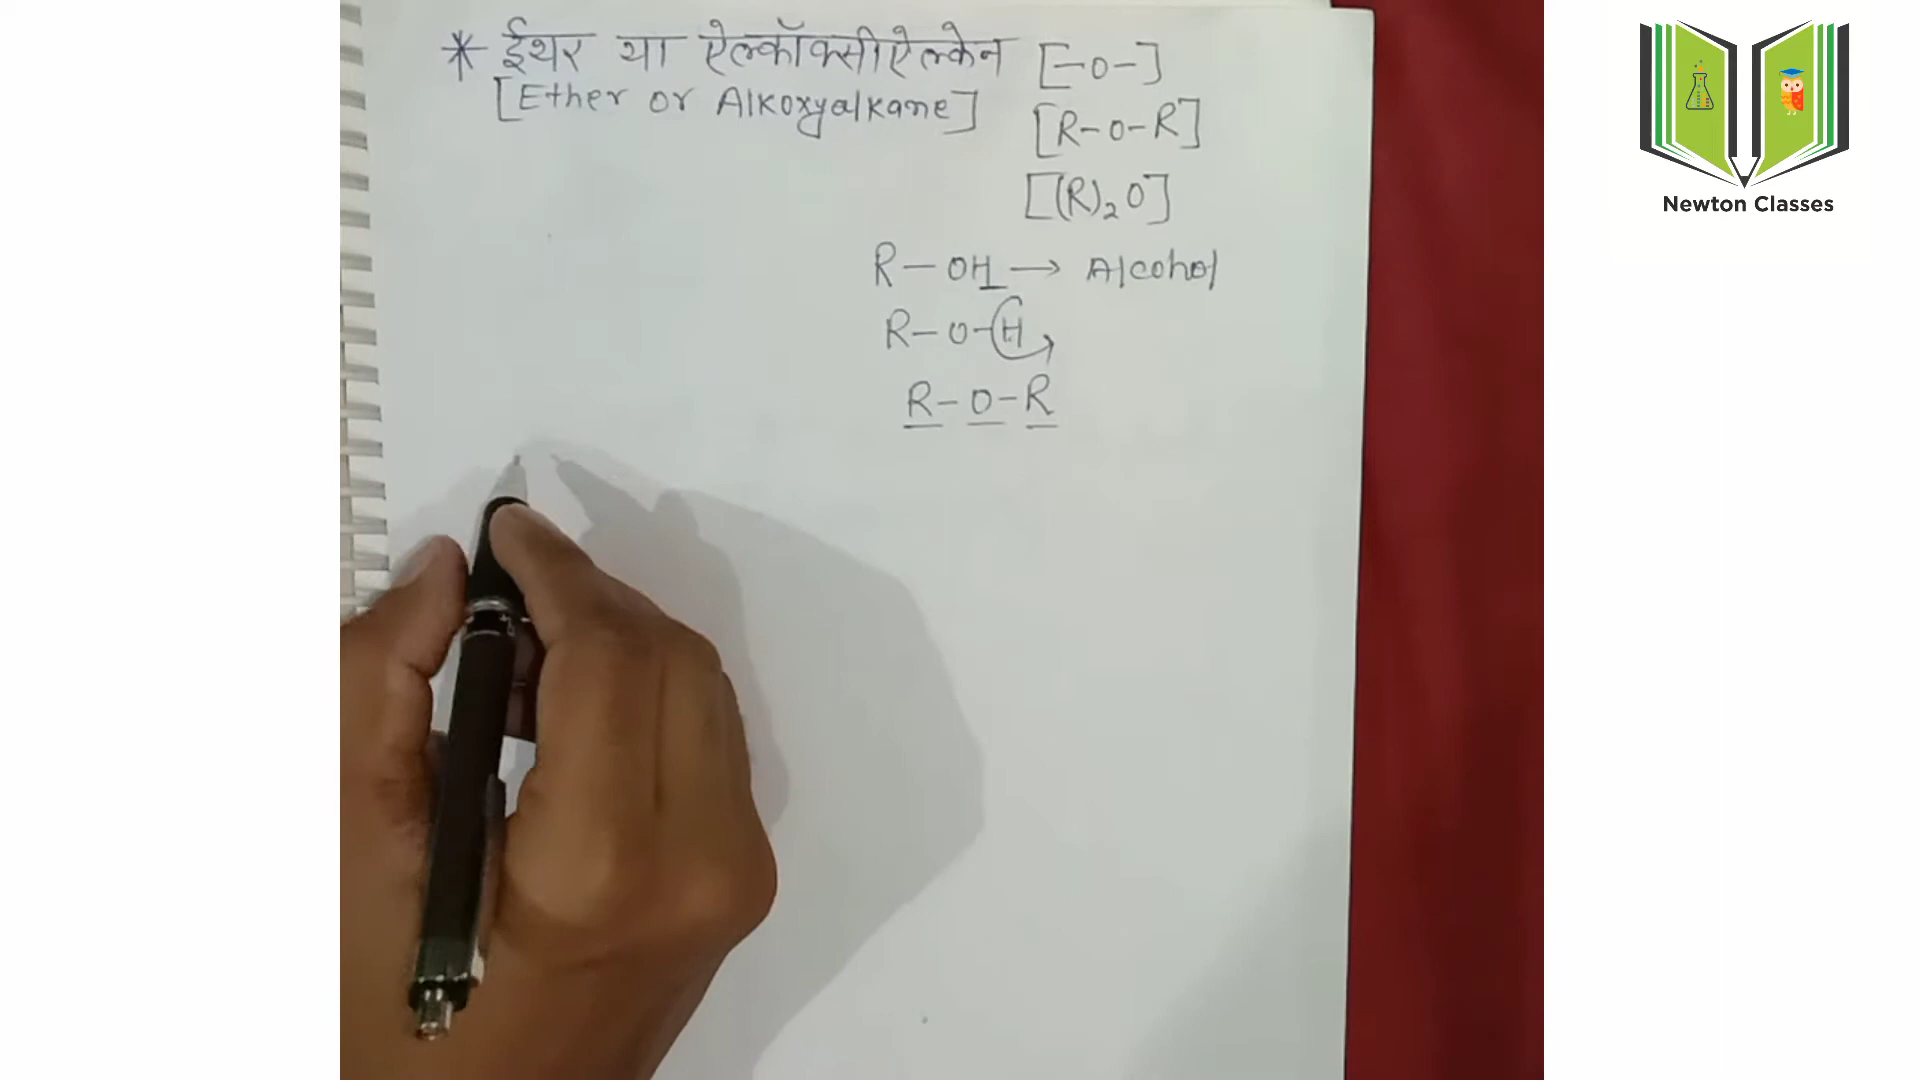 * ईथर या ऐल्कॉक्सीऐल्केन [-O-]
[Ether or Alkoxyalkane]
[R-O-R]
[(R)₂O]
R-OH → Alcohol
R-O-H
R-O-R
Newton Classes